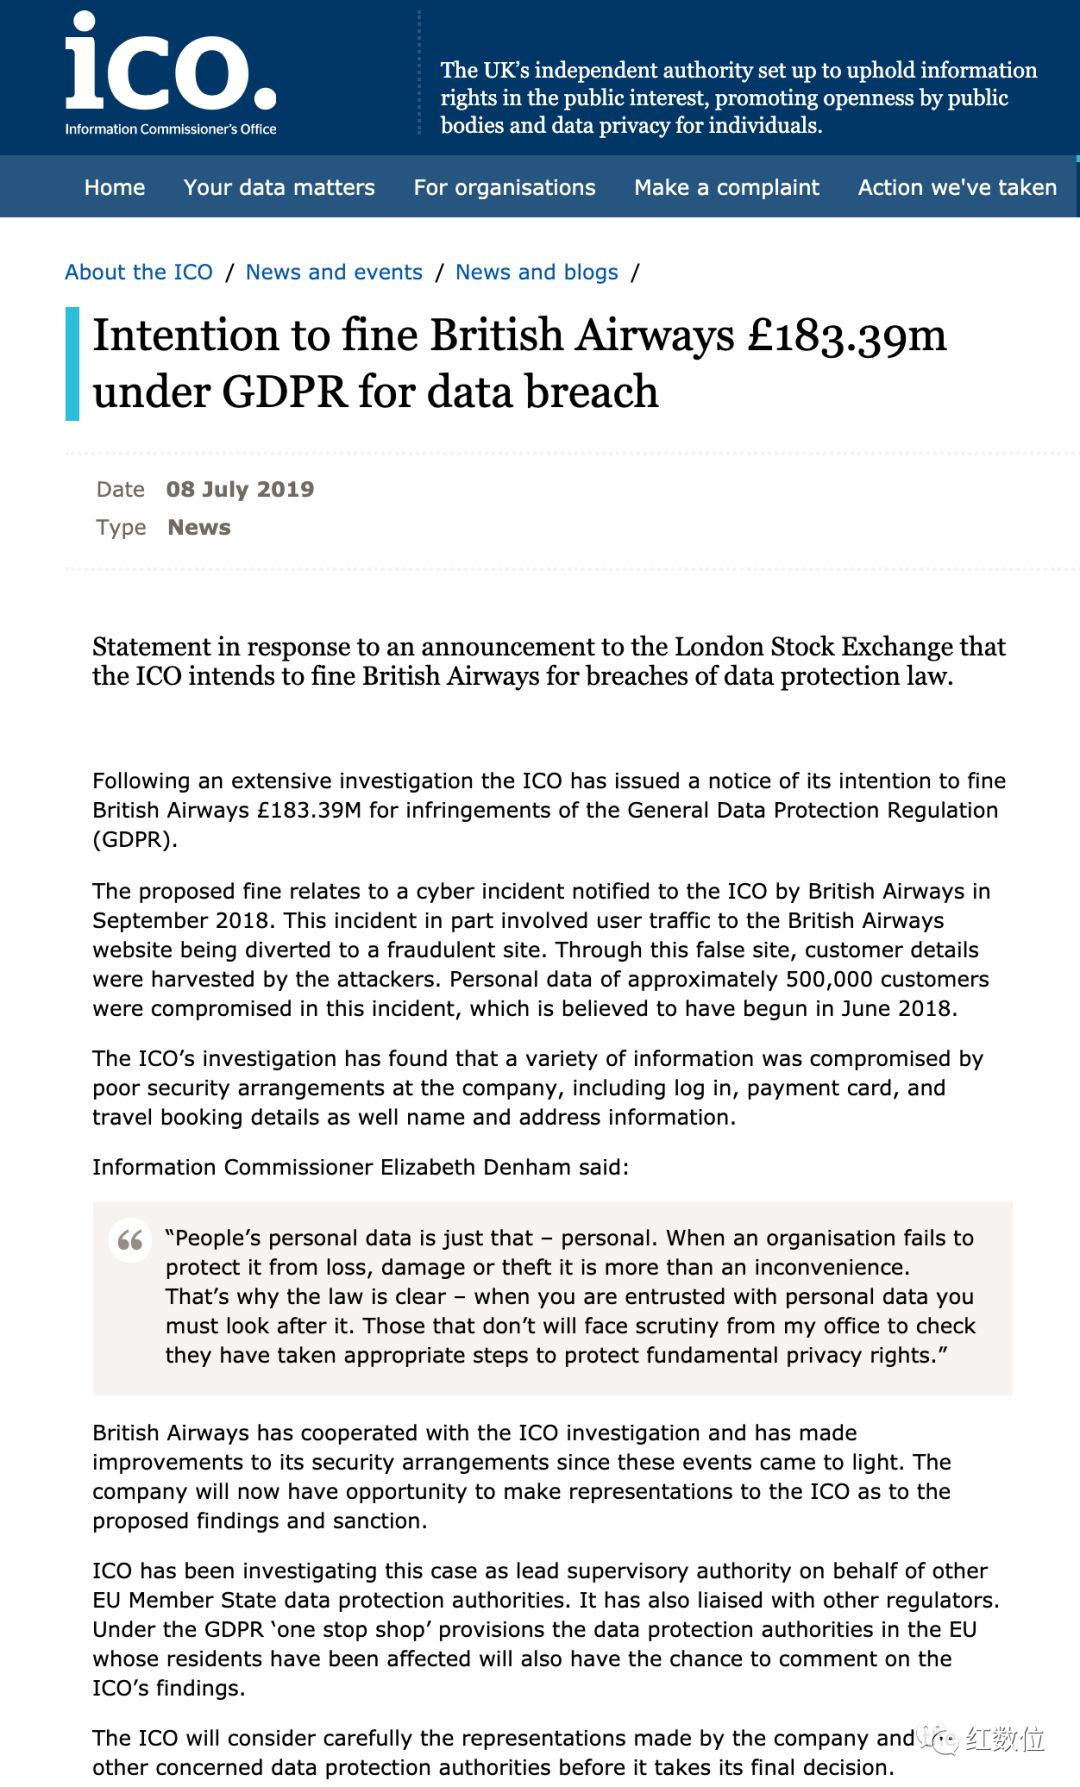 ico.
Information Commissioner's Office
The UK's independent authority set up to uphold information
rights in the public interest, promoting openness by public
bodies and data privacy for individuals.
Home Your data matters For organisations Make a complaint Action we've taken
About the ICO / News and events / News and blogs /
Intention to fine British Airways £183.39m
under GDPR for data breach
Date 08 July 2019
Type News
Statement in response to an announcement to the London Stock Exchange that
the ICO intends to fine British Airways for breaches of data protection law.
Following an extensive investigation the ICO has issued a notice of its intention to fine
British Airways £183.39M for infringements of the General Data Protection Regulation
(GDPR).
The proposed fine relates to a cyber incident notified to the ICO by British Airways in
September 2018. This incident in part involved user traffic to the British Airways
website being diverted to a fraudulent site. Through this false site, customer details
were harvested by the attackers. Personal data of approximately 500,000 customers
were compromised in this incident, which is believed to have begun in June 2018.
The ICO’s investigation has found that a variety of information was compromised by
poor security arrangements at the company, including log in, payment card, and
travel booking details as well name and address information.
Information Commissioner Elizabeth Denham said:
“People’s personal data is just that – personal. When an organisation fails to
protect it from loss, damage or theft it is more than an inconvenience.
That’s why the law is clear – when you are entrusted with personal data you
must look after it. Those that don’t will face scrutiny from my office to check
they have taken appropriate steps to protect fundamental privacy rights.”
British Airways has cooperated with the ICO investigation and has made
improvements to its security arrangements since these events came to light. The
company will now have opportunity to make representations to the ICO as to the
proposed findings and sanction.
ICO has been investigating this case as lead supervisory authority on behalf of other
EU Member State data protection authorities. It has also liaised with other regulators.
Under the GDPR ‘one stop shop’ provisions the data protection authorities in the EU
whose residents have been affected will also have the chance to comment on the
ICO’s findings.
The ICO will consider carefully the representations made by the company and
other concerned data protection authorities before it takes its final decision.
红数位